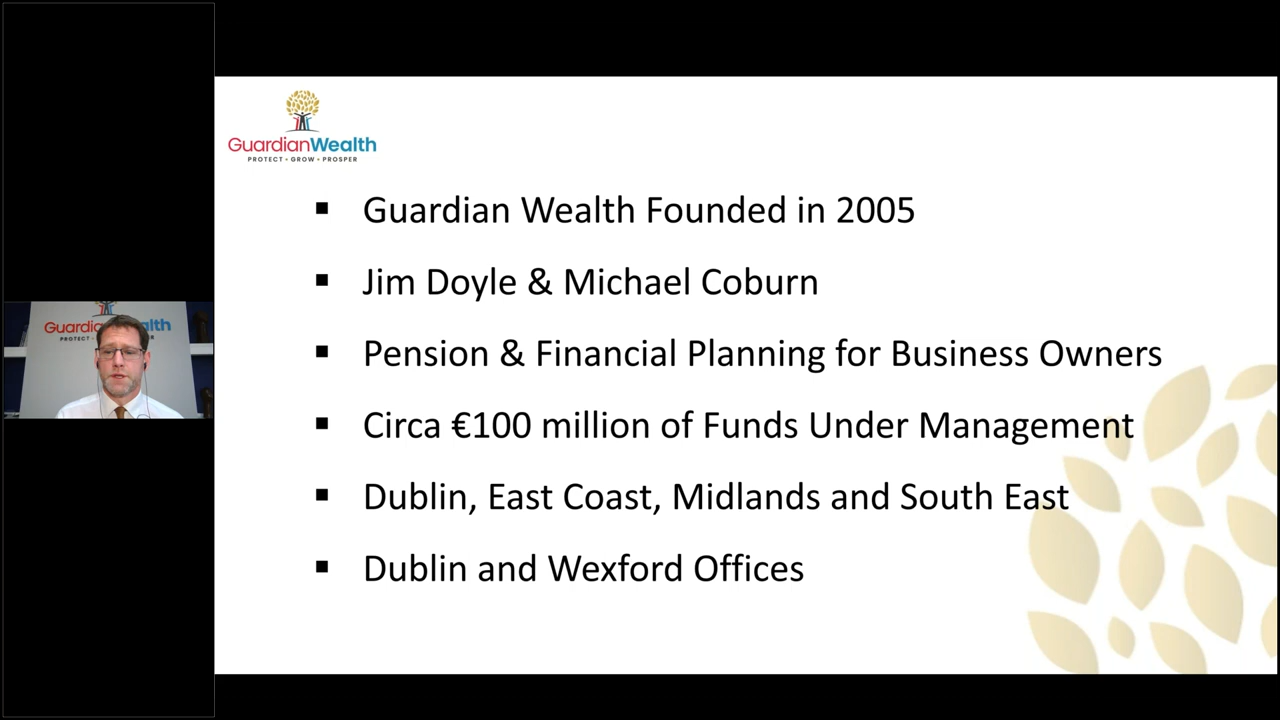 GuardianWealth
PROTECT • GROW • PROSPER
▪ Guardian Wealth Founded in 2005
▪ Jim Doyle & Michael Coburn
▪ Pension & Financial Planning for Business Owners
▪ Circa €100 million of Funds Under Management
▪ Dublin, East Coast, Midlands and South East
▪ Dublin and Wexford Offices